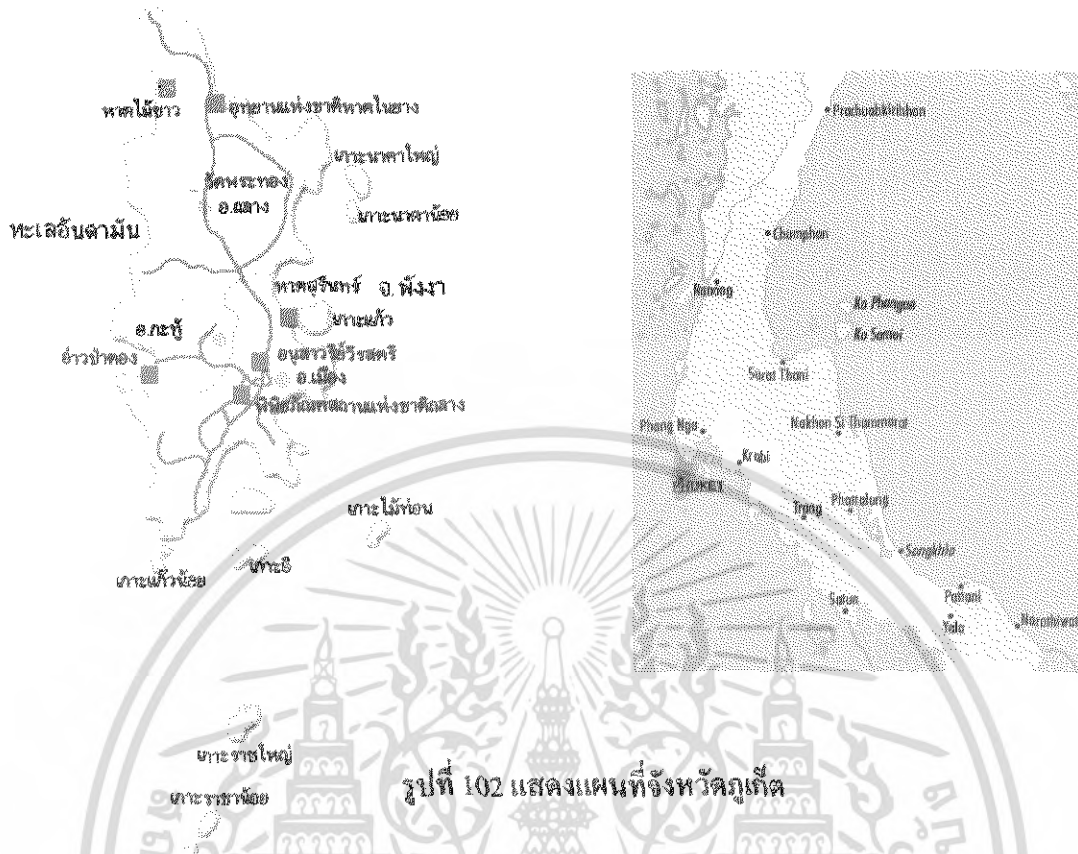 หาดไม้ขาว
อุทยานแห่งชาติหาดในยาง
เกาะนาคาใหญ่
วัดพระทอง
อ.ถลาง
เกาะนาคาน้อย
ทะเลอันดามัน
หาดสุรินทร์ จ.พังงา
เกาะแก้ว
อ.กะทู้
อนุสาวรีย์วีรสตรี
อ่าวป่าตอง
อ.เมือง
พิพิธภัณฑสถานแห่งชาติถลาง
เกาะไม้ท่อน
เกาะแก้วน้อย
เกาะราชาใหญ่
เกาะราชาน้อย
Prachuabkirikhan
Chumphon
Ranong
Ko Phangan
Ko Samui
Surat Thani
Phang Nga
Nakhon Si Thammarat
Krabi
Phattalung
Trang
Songkhla
Satun
Pattani
Yala
Narathiwat
รูปที่ 102 แสดงแผนที่จังหวัดภูเก็ต